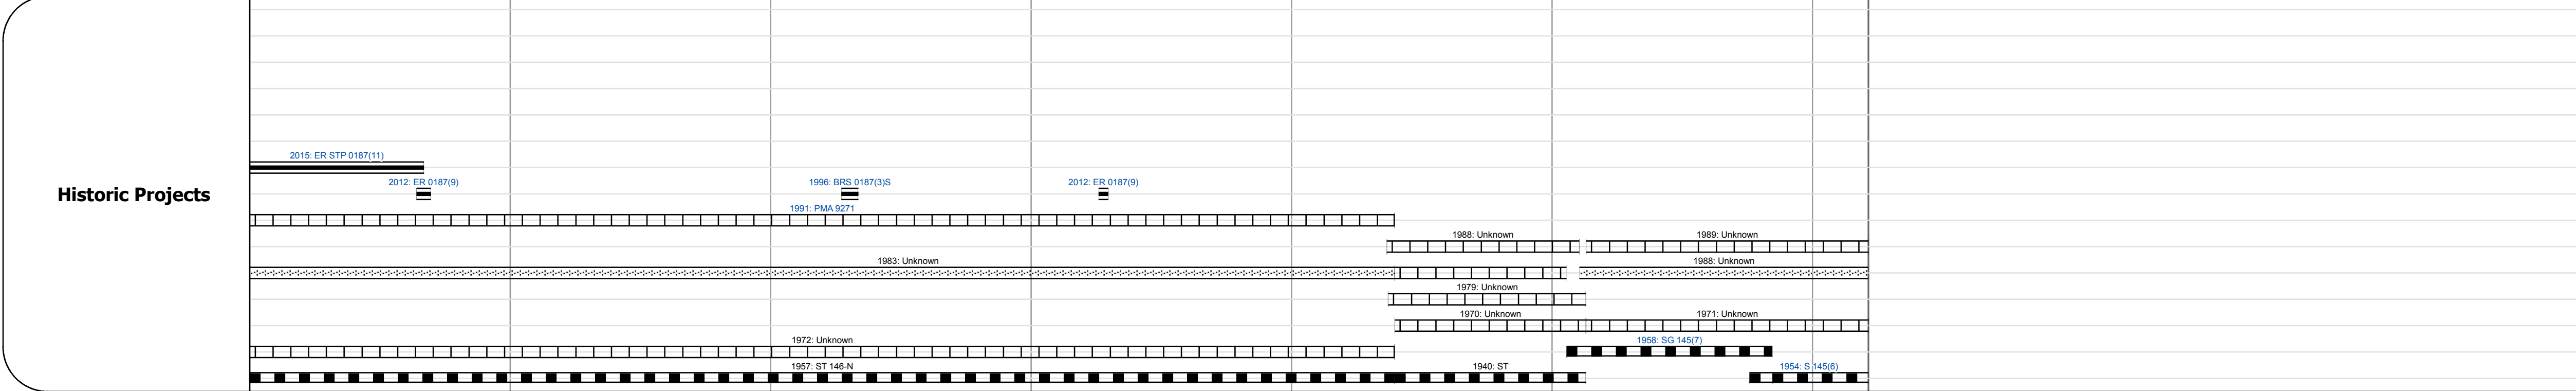 2015: ER STP 0187(11)
2012: ER 0187(9)
1996: BRS 0187(3)S
2012: ER 0187(9)
Historic Projects
1991: PMA 9271
1988: Unknown
1989: Unknown
1983: Unknown
1988: Unknown
1979: Unknown
1970: Unknown
1971: Unknown
1972: Unknown
1958: SG 145(7)
1957: ST 146-N
1940: ST
1954: S 145(6)